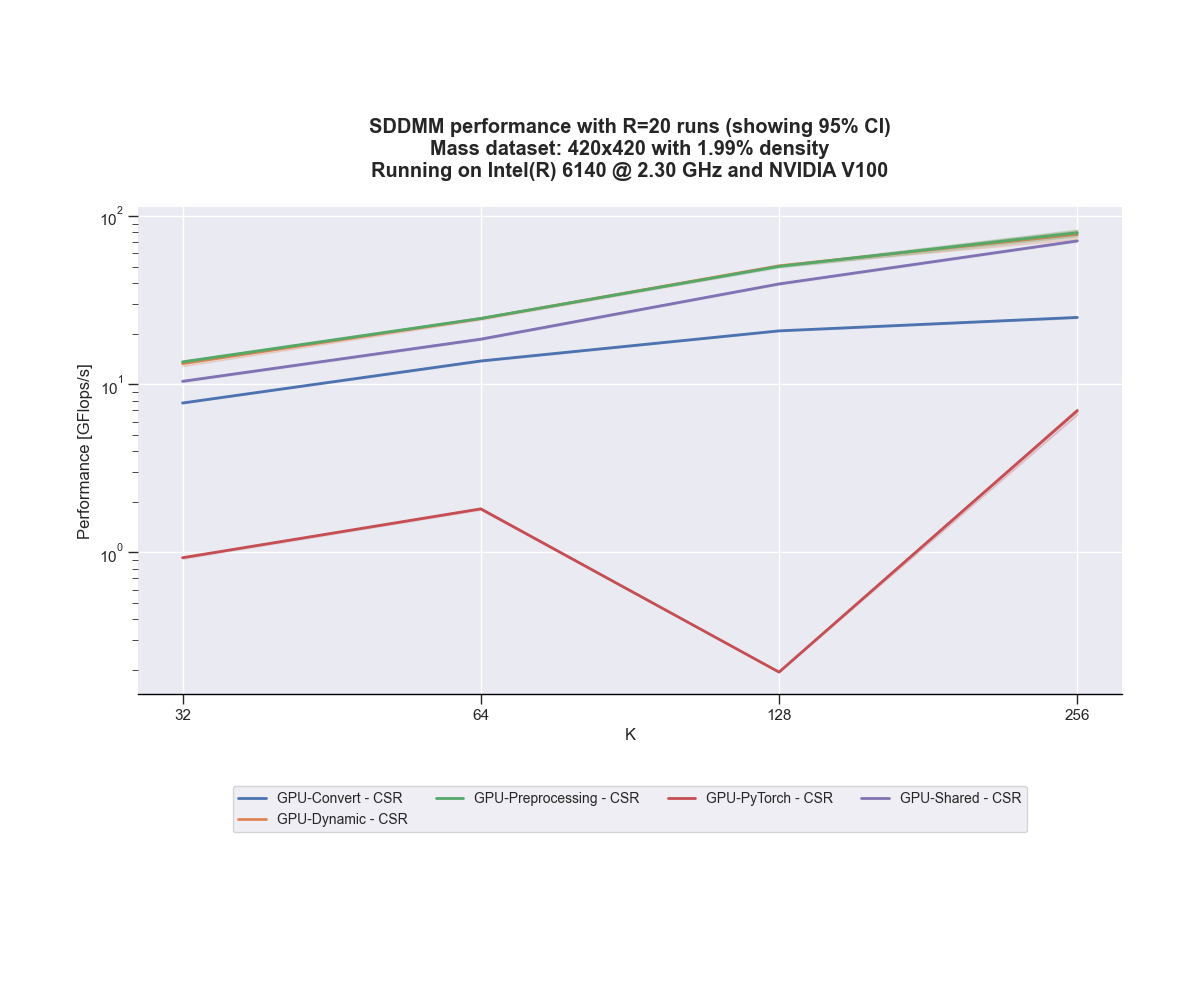 SDDMM performance with R=20 runs (showing 95% CI)
Mass dataset: 420x420 with 1.99% density
Running on Intel(R) 6140 @ 2.30 GHz and NVIDIA V100
10^2
10^1
10^0
Performance [GFlops/s]
32 64 128 256
K
GPU-Convert - CSR GPU-Preprocessing - CSR GPU-PyTorch - CSR GPU-Shared - CSR
GPU-Dynamic - CSR